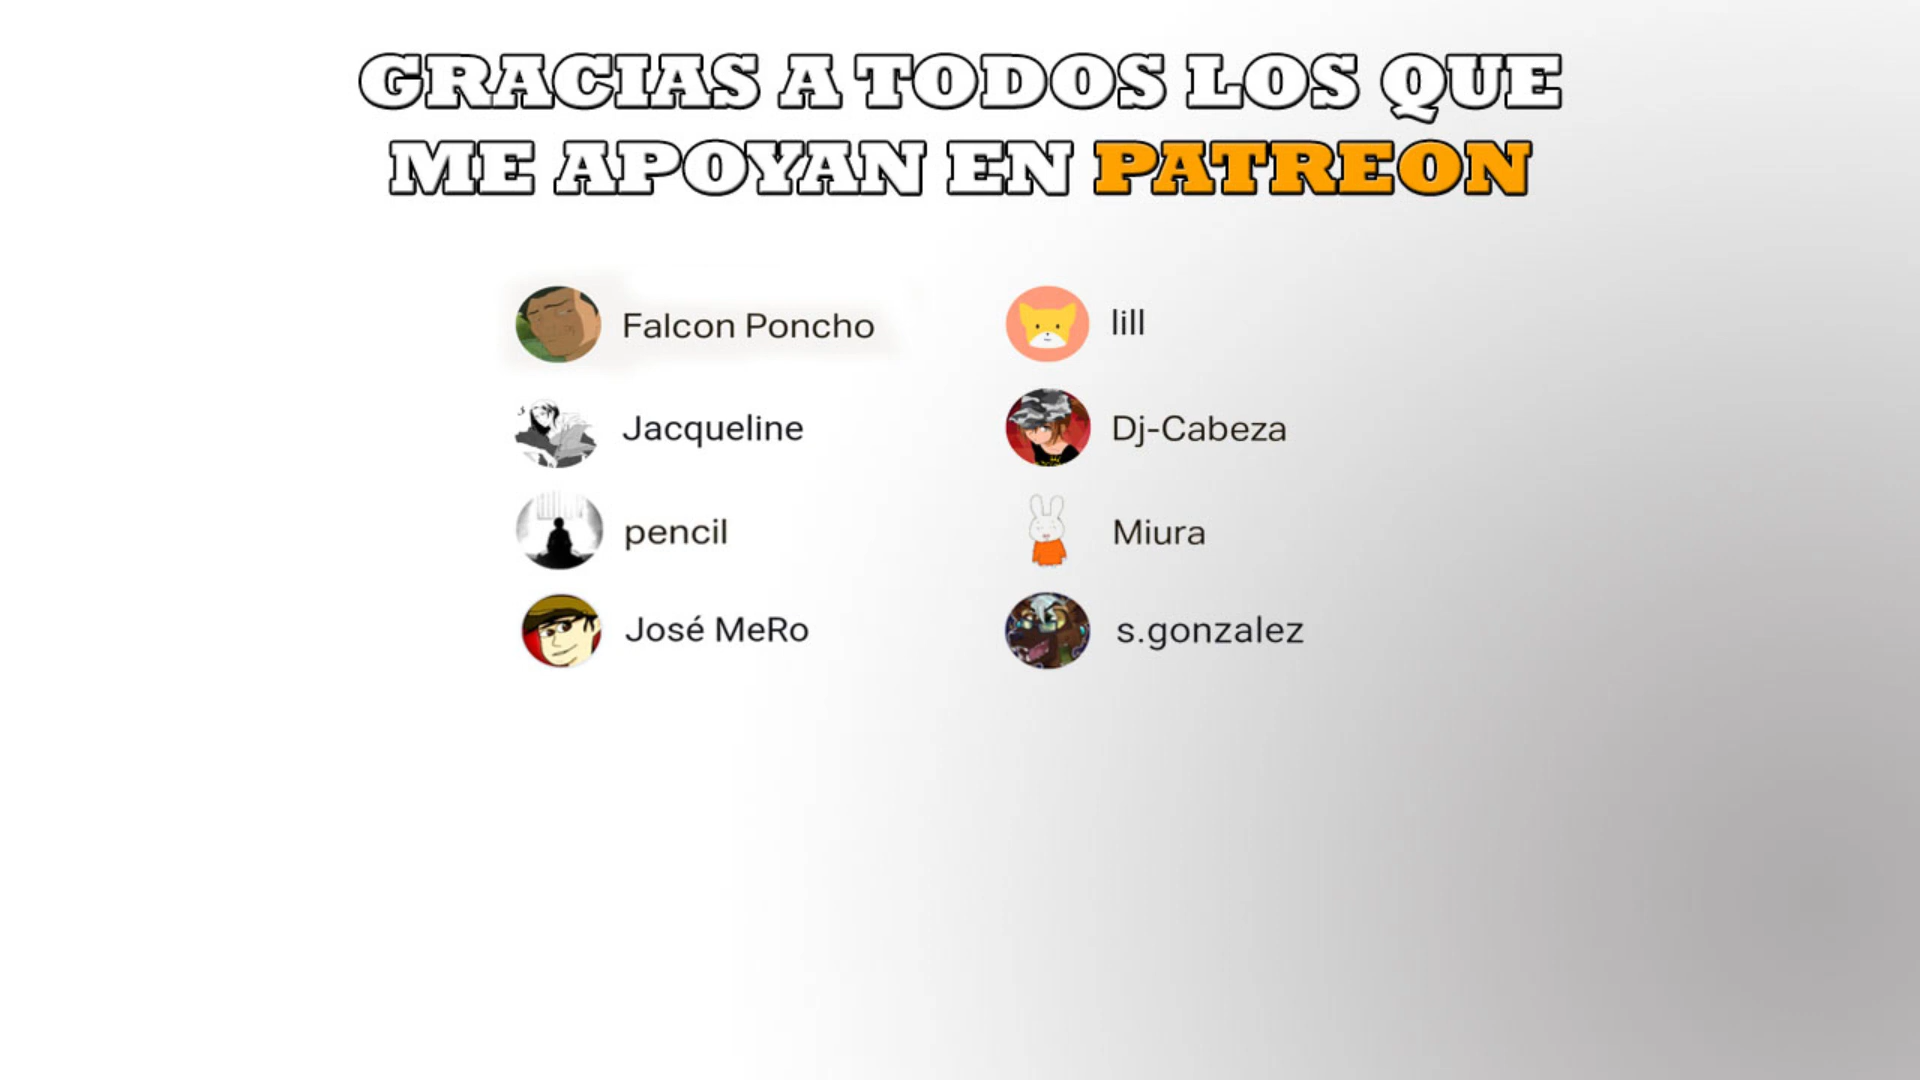 GRACIAS A TODOS LOS QUE
ME APOYAN EN PATREON
Falcon Poncho
lill
Jacqueline
Dj-Cabeza
pencil
Miura
José MeRo
s.gonzalez